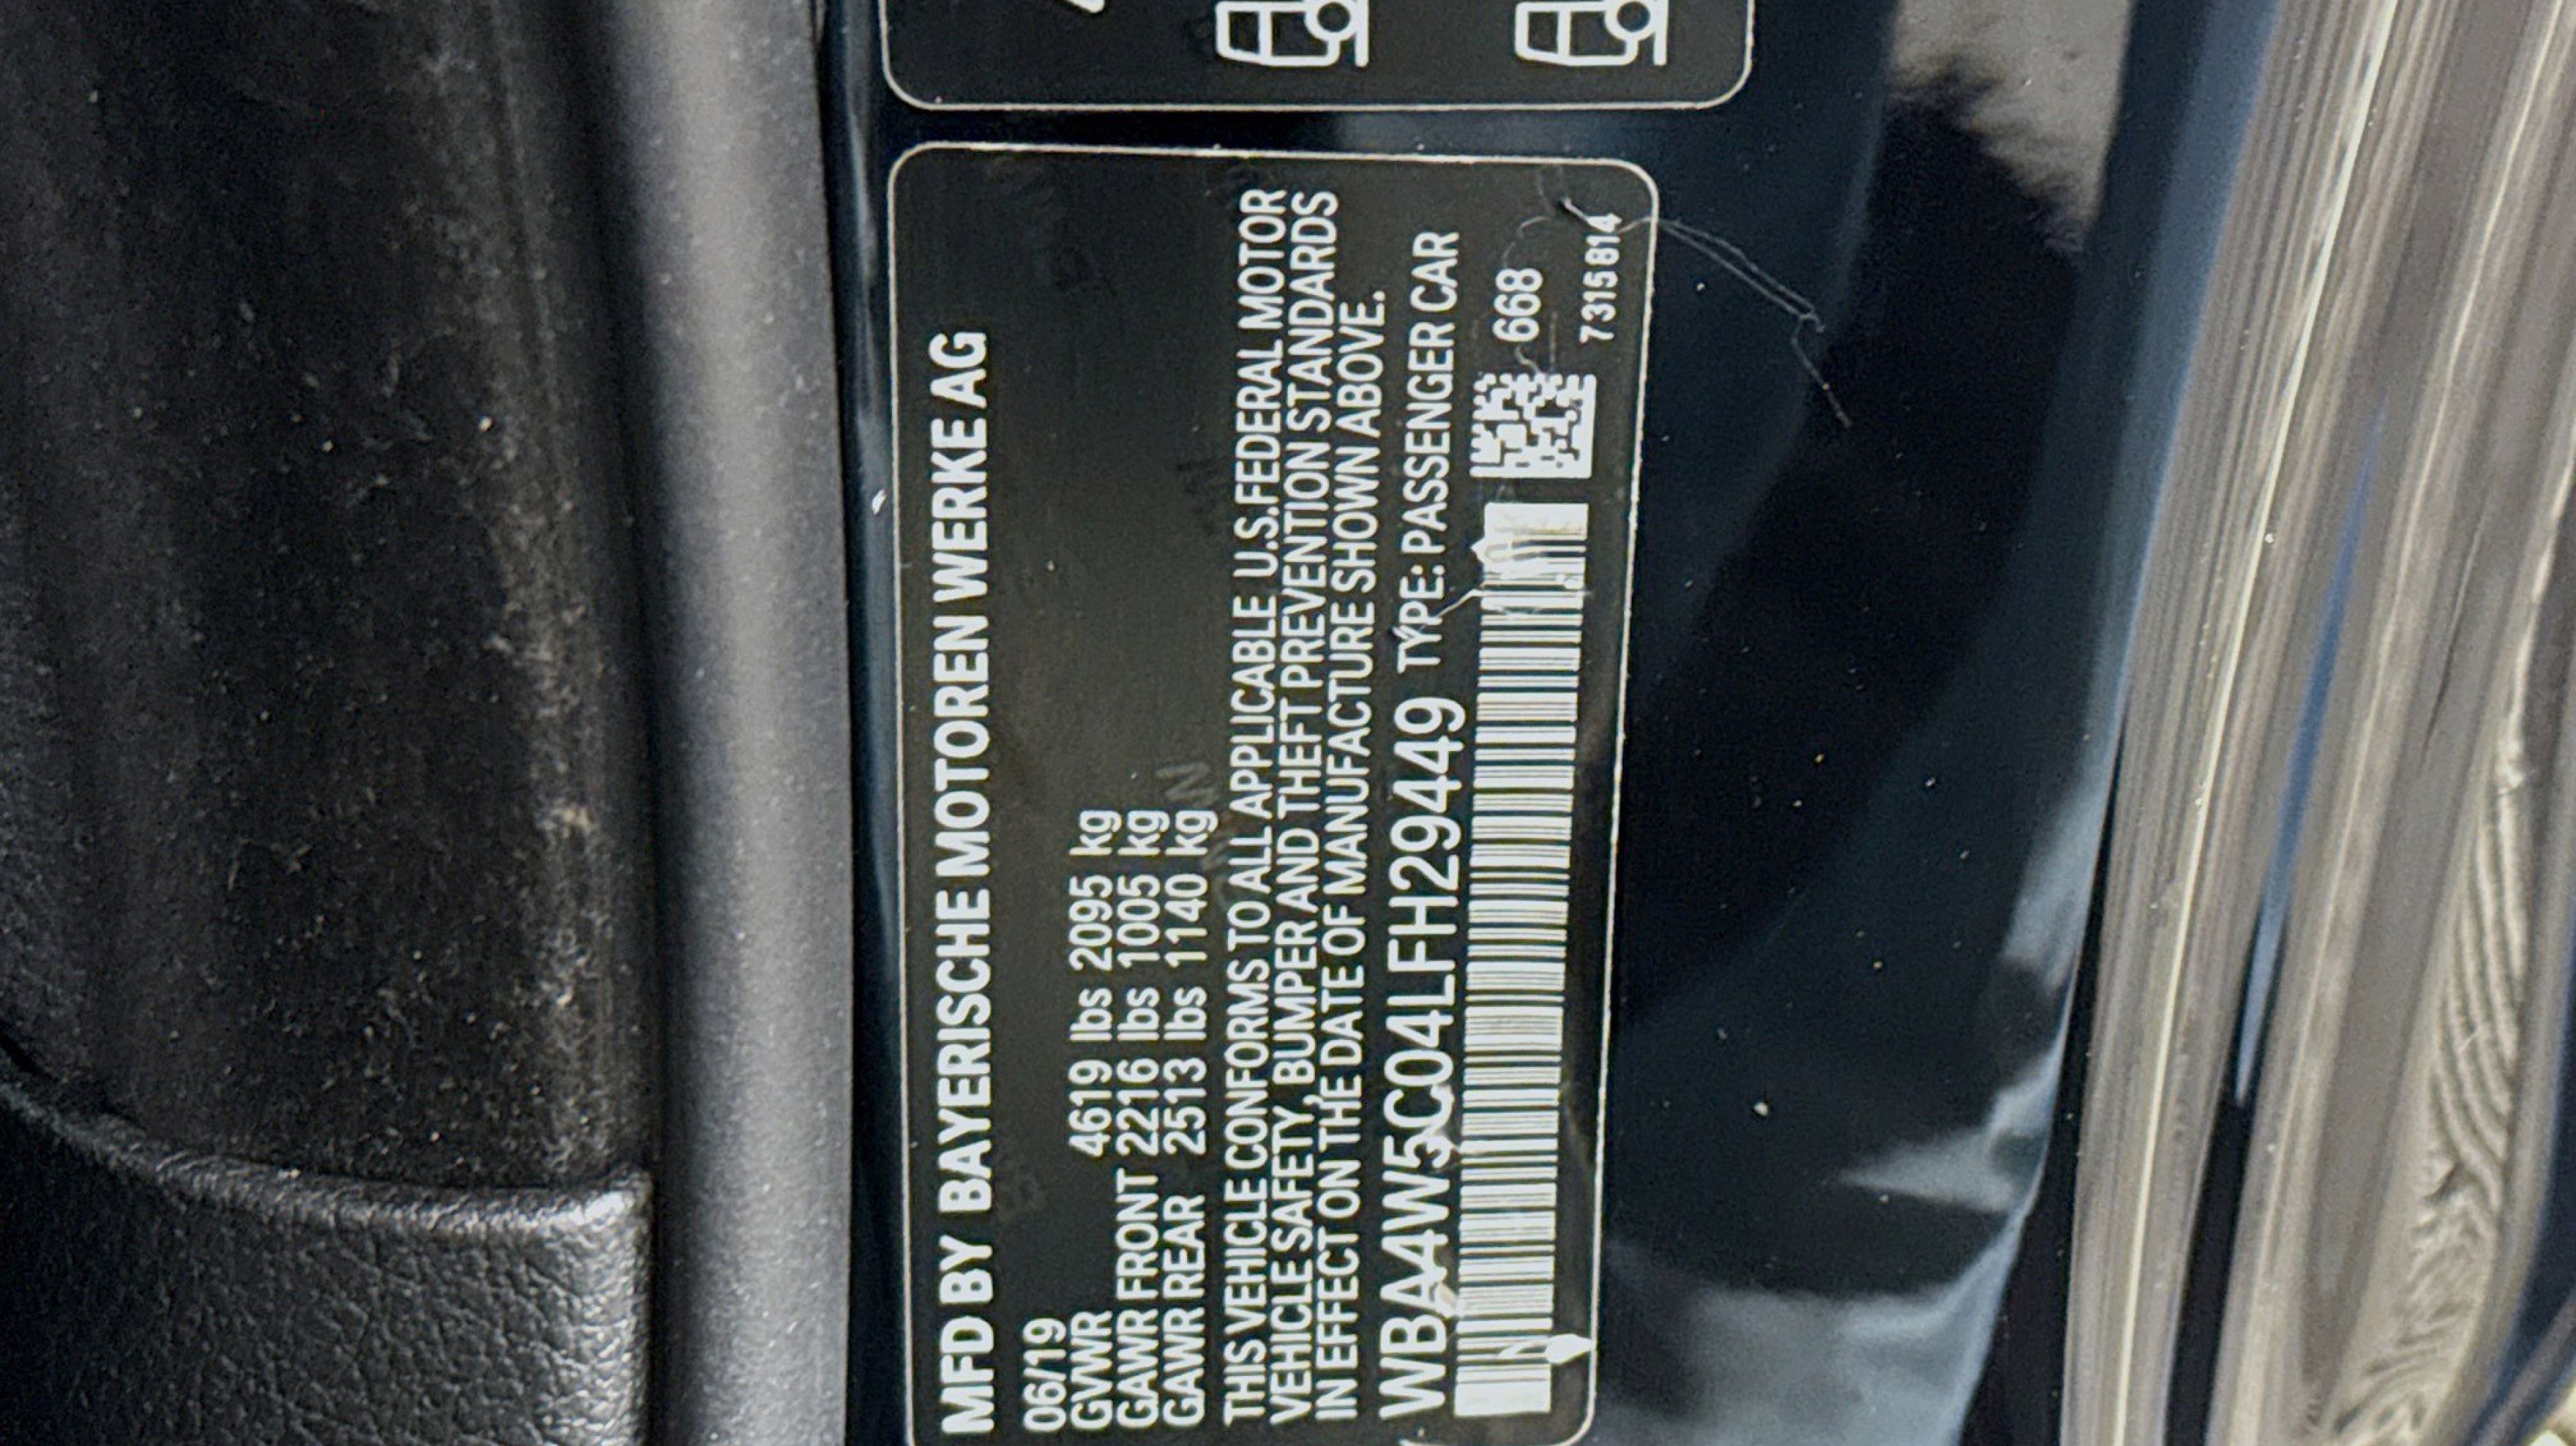 MFD BY BAYERISCHE MOTOREN WERKE AG
06/19
GVWR 4619 lbs 2095 kg
GAWR FRONT 2216 lbs 1005 kg
GAWR REAR 2513 lbs 1140 kg
THIS VEHICLE CONFORMS TO ALL APPLICABLE U.S.FEDERAL MOTOR
VEHICLE SAFETY, BUMPER AND THEFT PREVENTION STANDARDS
IN EFFECT ON THE DATE OF MANUFACTURE SHOWN ABOVE.
WBA4W5C04LFH29449 TYPE: PASSENGER CAR
668
7315814